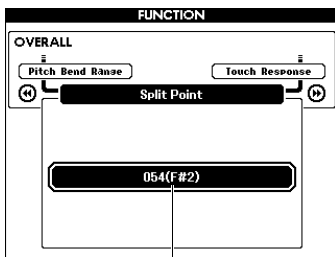 FUNCTION
OVERALL
Pitch Bend Range
Touch Response
Split Point
054(F#2)